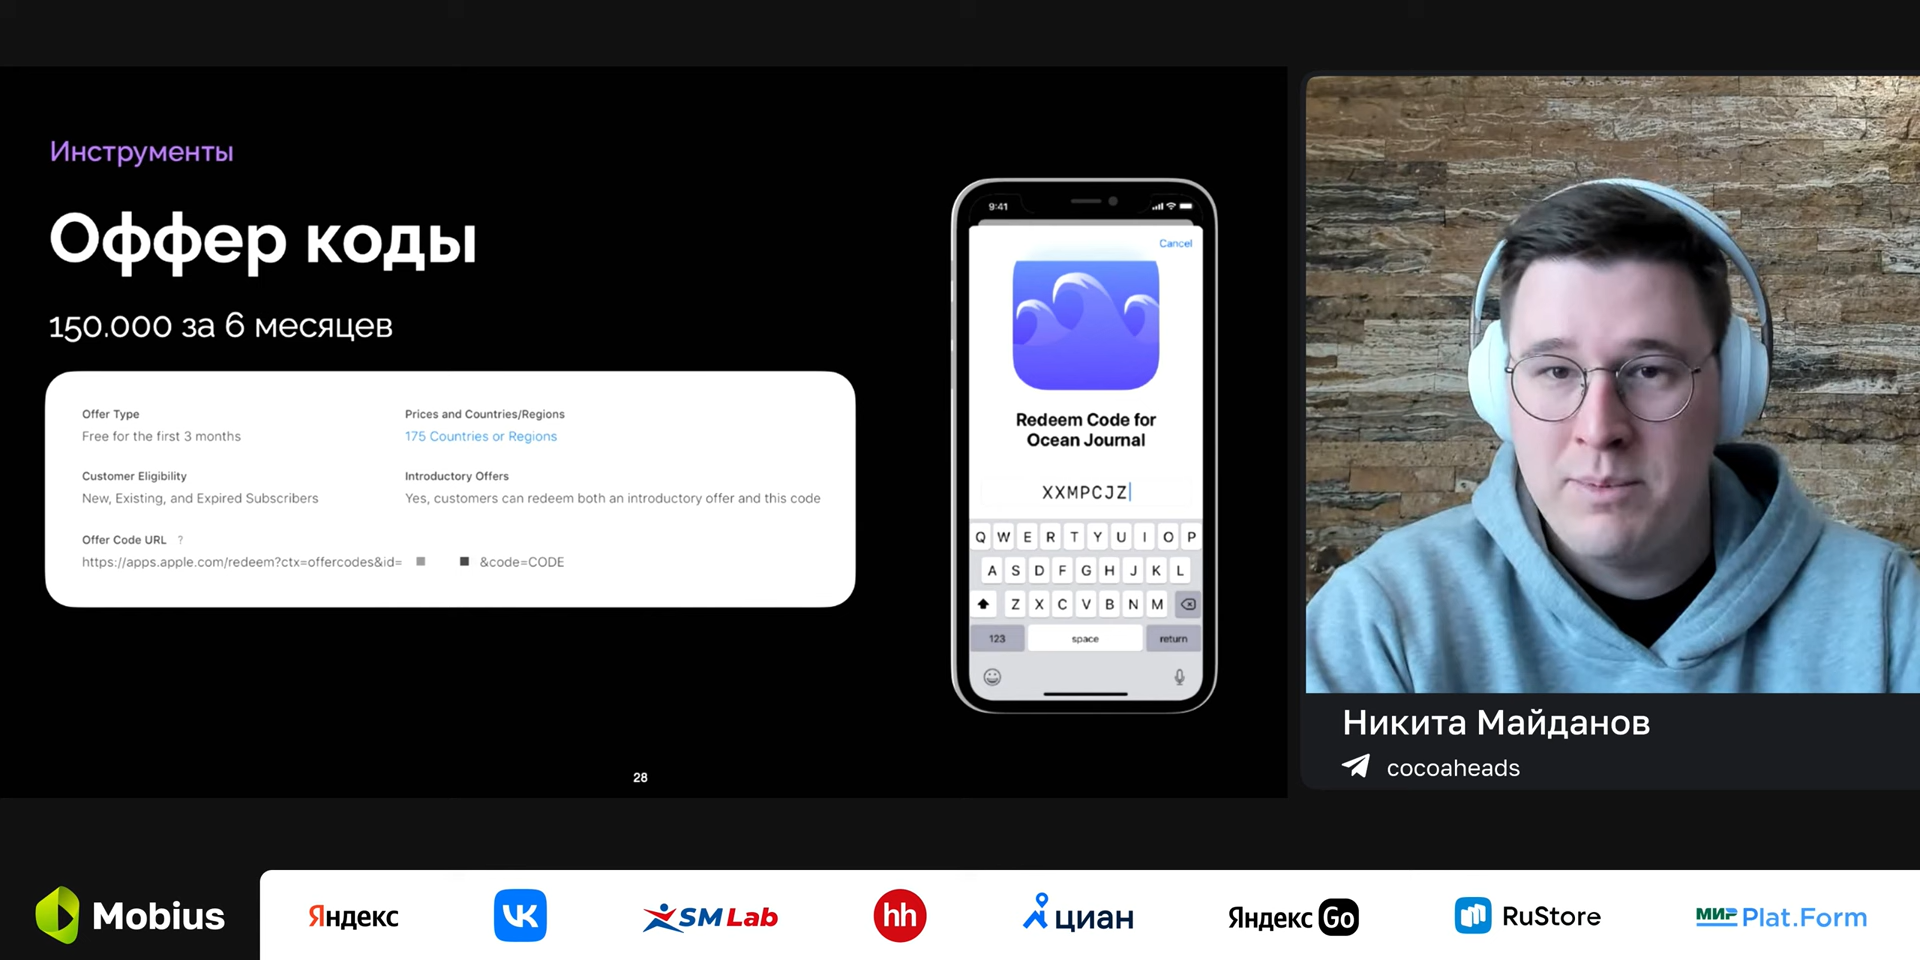 Инструменты
Оффер коды
150.000 за 6 месяцев
Offer Type
Free for the first 3 months
Prices and Countries/Regions
175 Countries or Regions
Customer Eligibility
New, Existing, and Expired Subscribers
Introductory Offers
Yes, customers can redeem both an introductory offer and this code
Offer Code URL ?
https://apps.apple.com/redeem?ctx=offercodes&id= &code=CODE
28
9:41
Cancel
Redeem Code for
Ocean Journal
XXMPCJZ
Q W E R T Y U I O P
A S D F G H J K L
Z X C V B N M
123 space return
Никита Майданов
cocoaheads
Mobius
Яндекс
VK
SM Lab
hh
циан
Яндекс Go
RuStore
МИР Plat.Form